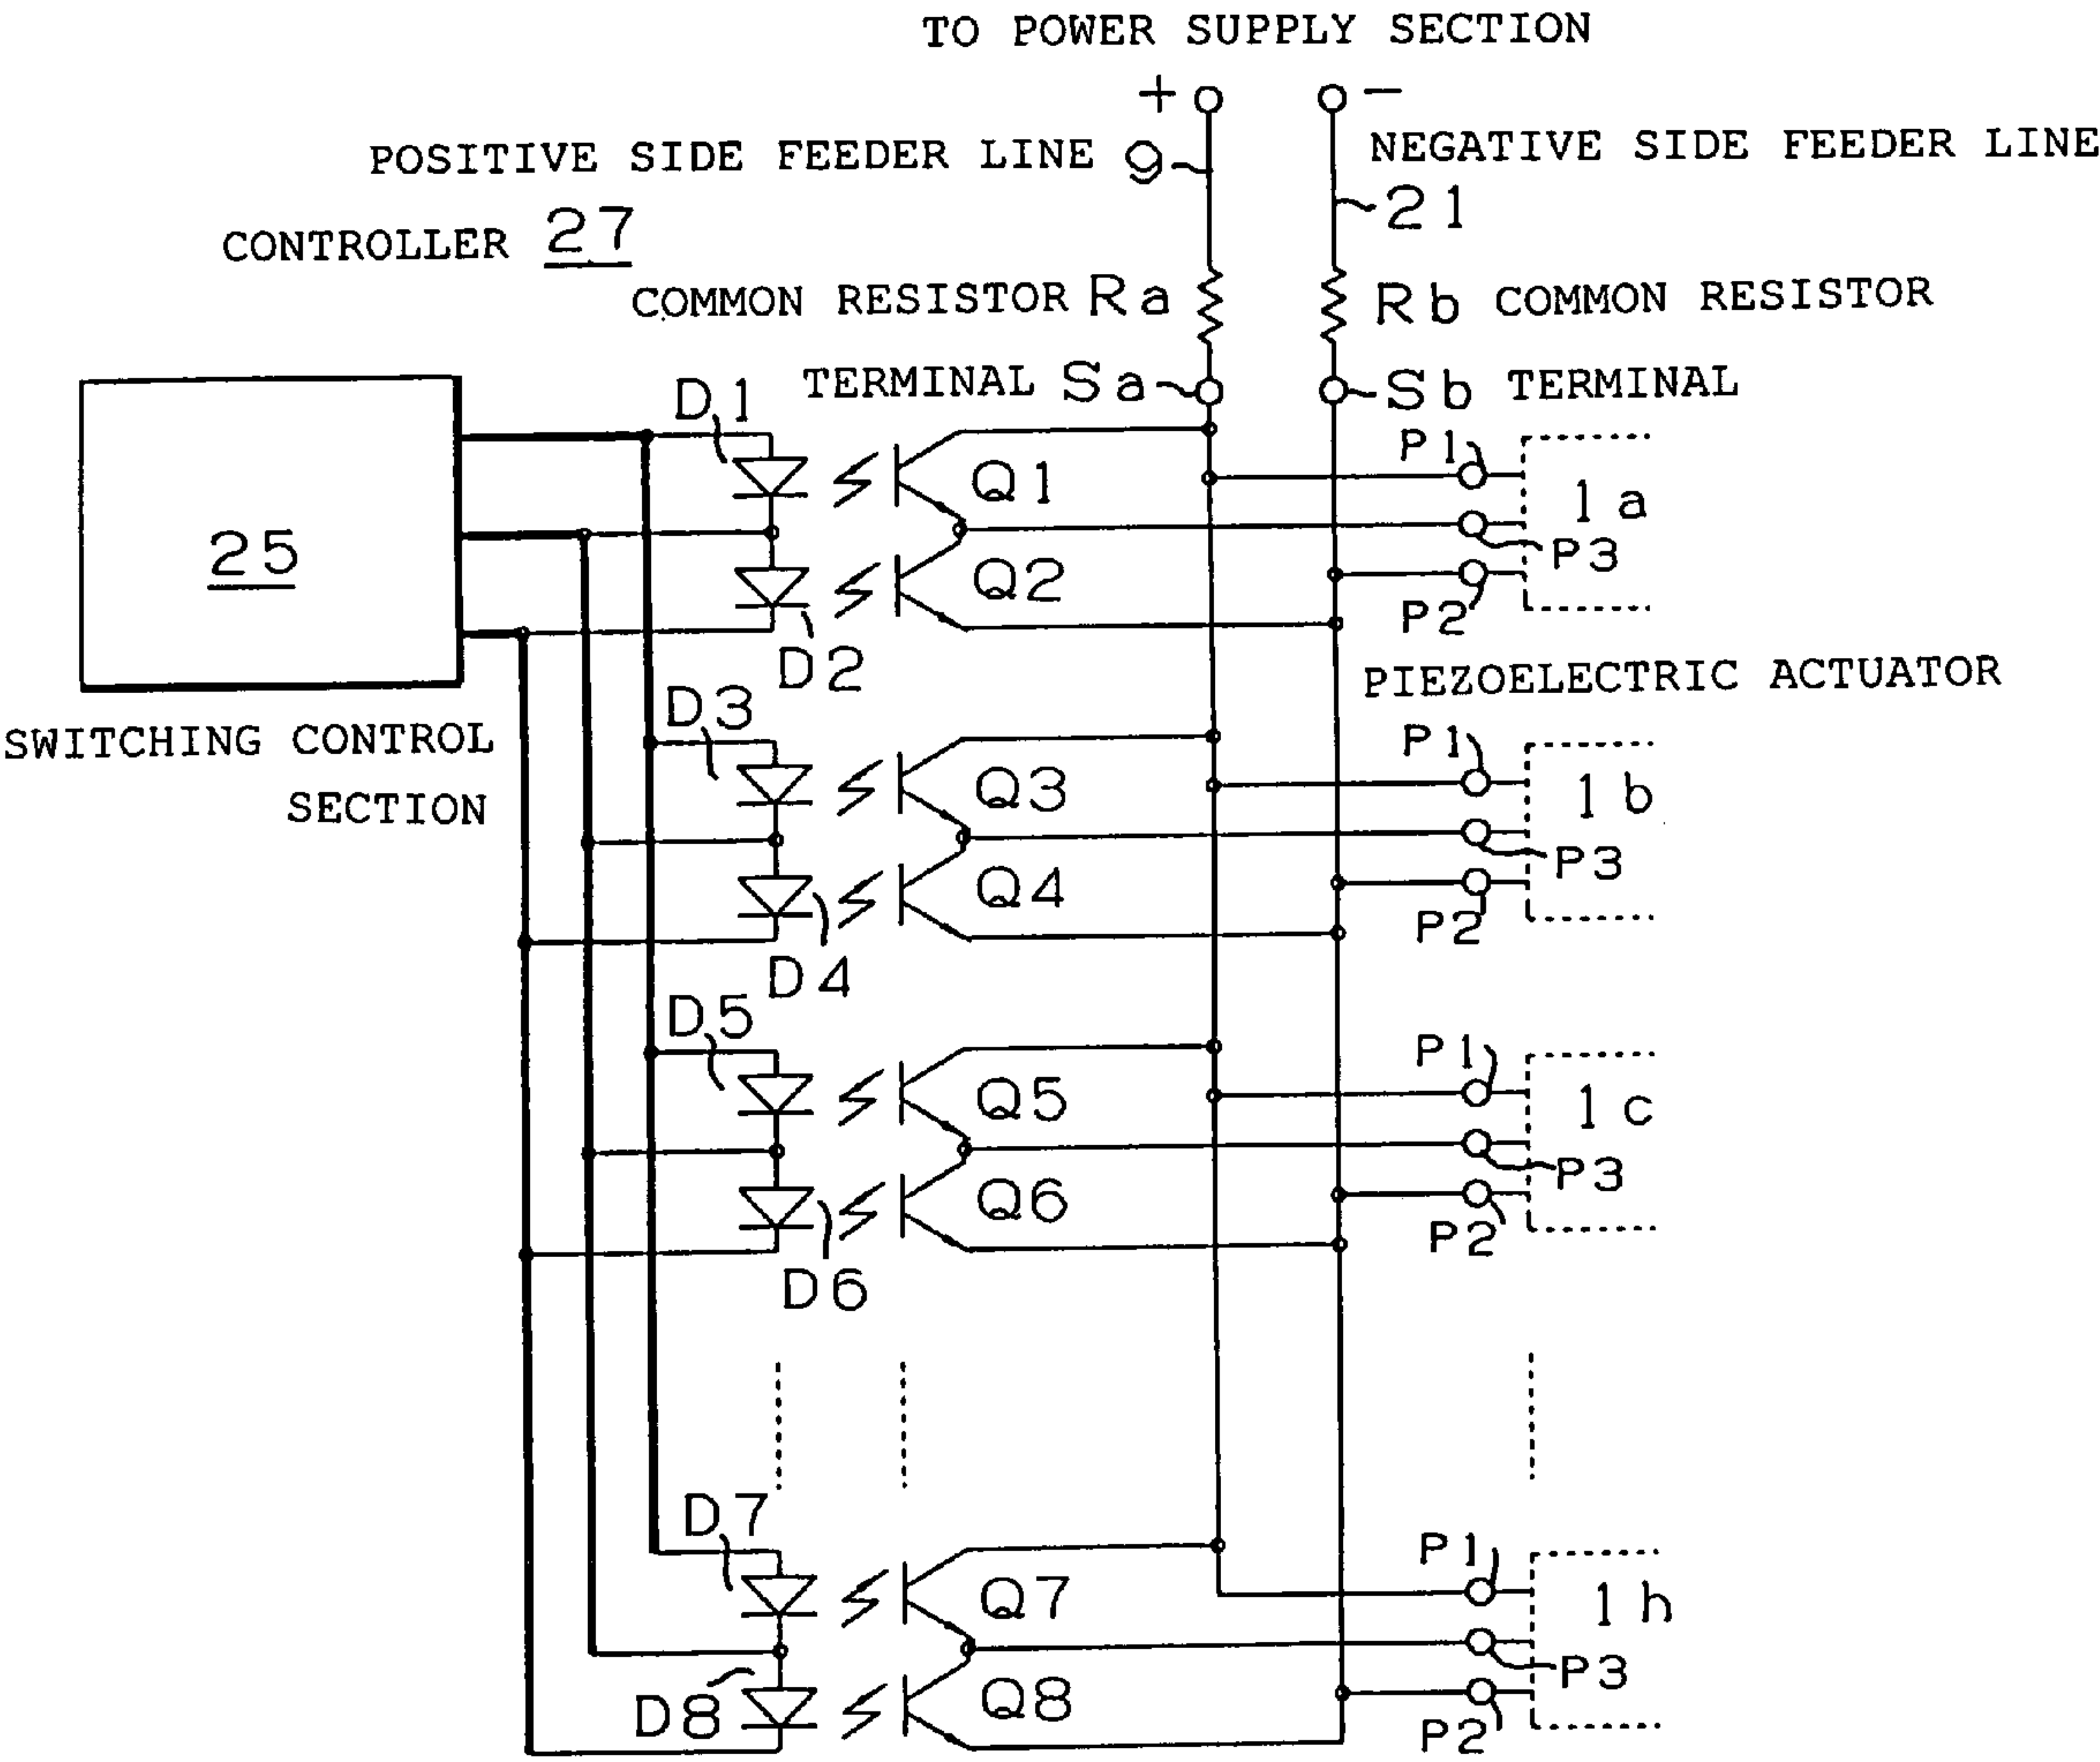 TO POWER SUPPLY SECTION
+ −
POSITIVE SIDE FEEDER LINE 9
NEGATIVE SIDE FEEDER LINE
21
CONTROLLER 27
COMMON RESISTOR Ra
Rb COMMON RESISTOR
TERMINAL Sa
Sb TERMINAL
D1
P1
Q1
1a
25
P3
Q2
P2
D2
PIEZOELECTRIC ACTUATOR
SWITCHING CONTROL
SECTION
D3
P1
Q3
1b
P3
Q4
P2
D4
D5
P1
Q5
1c
P3
Q6
P2
D6
D7
P1
Q7
1h
P3
D8
Q8
P2